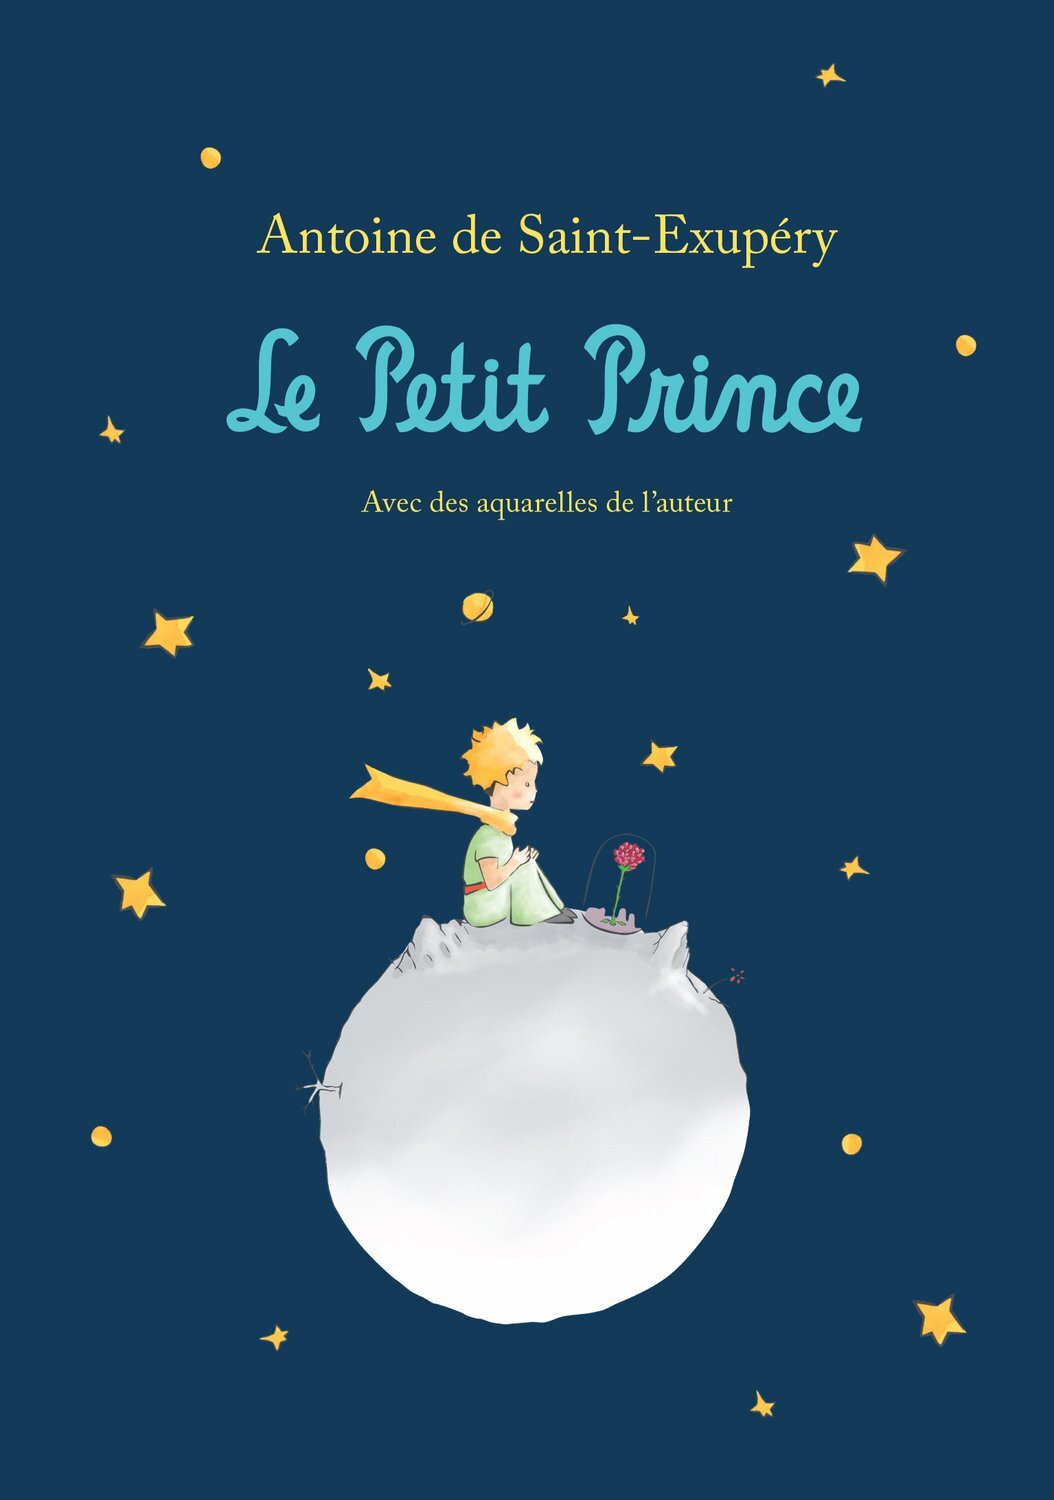 Antoine de Saint-Exupéry
Le Petit Prince
Avec des aquarelles de l’auteur